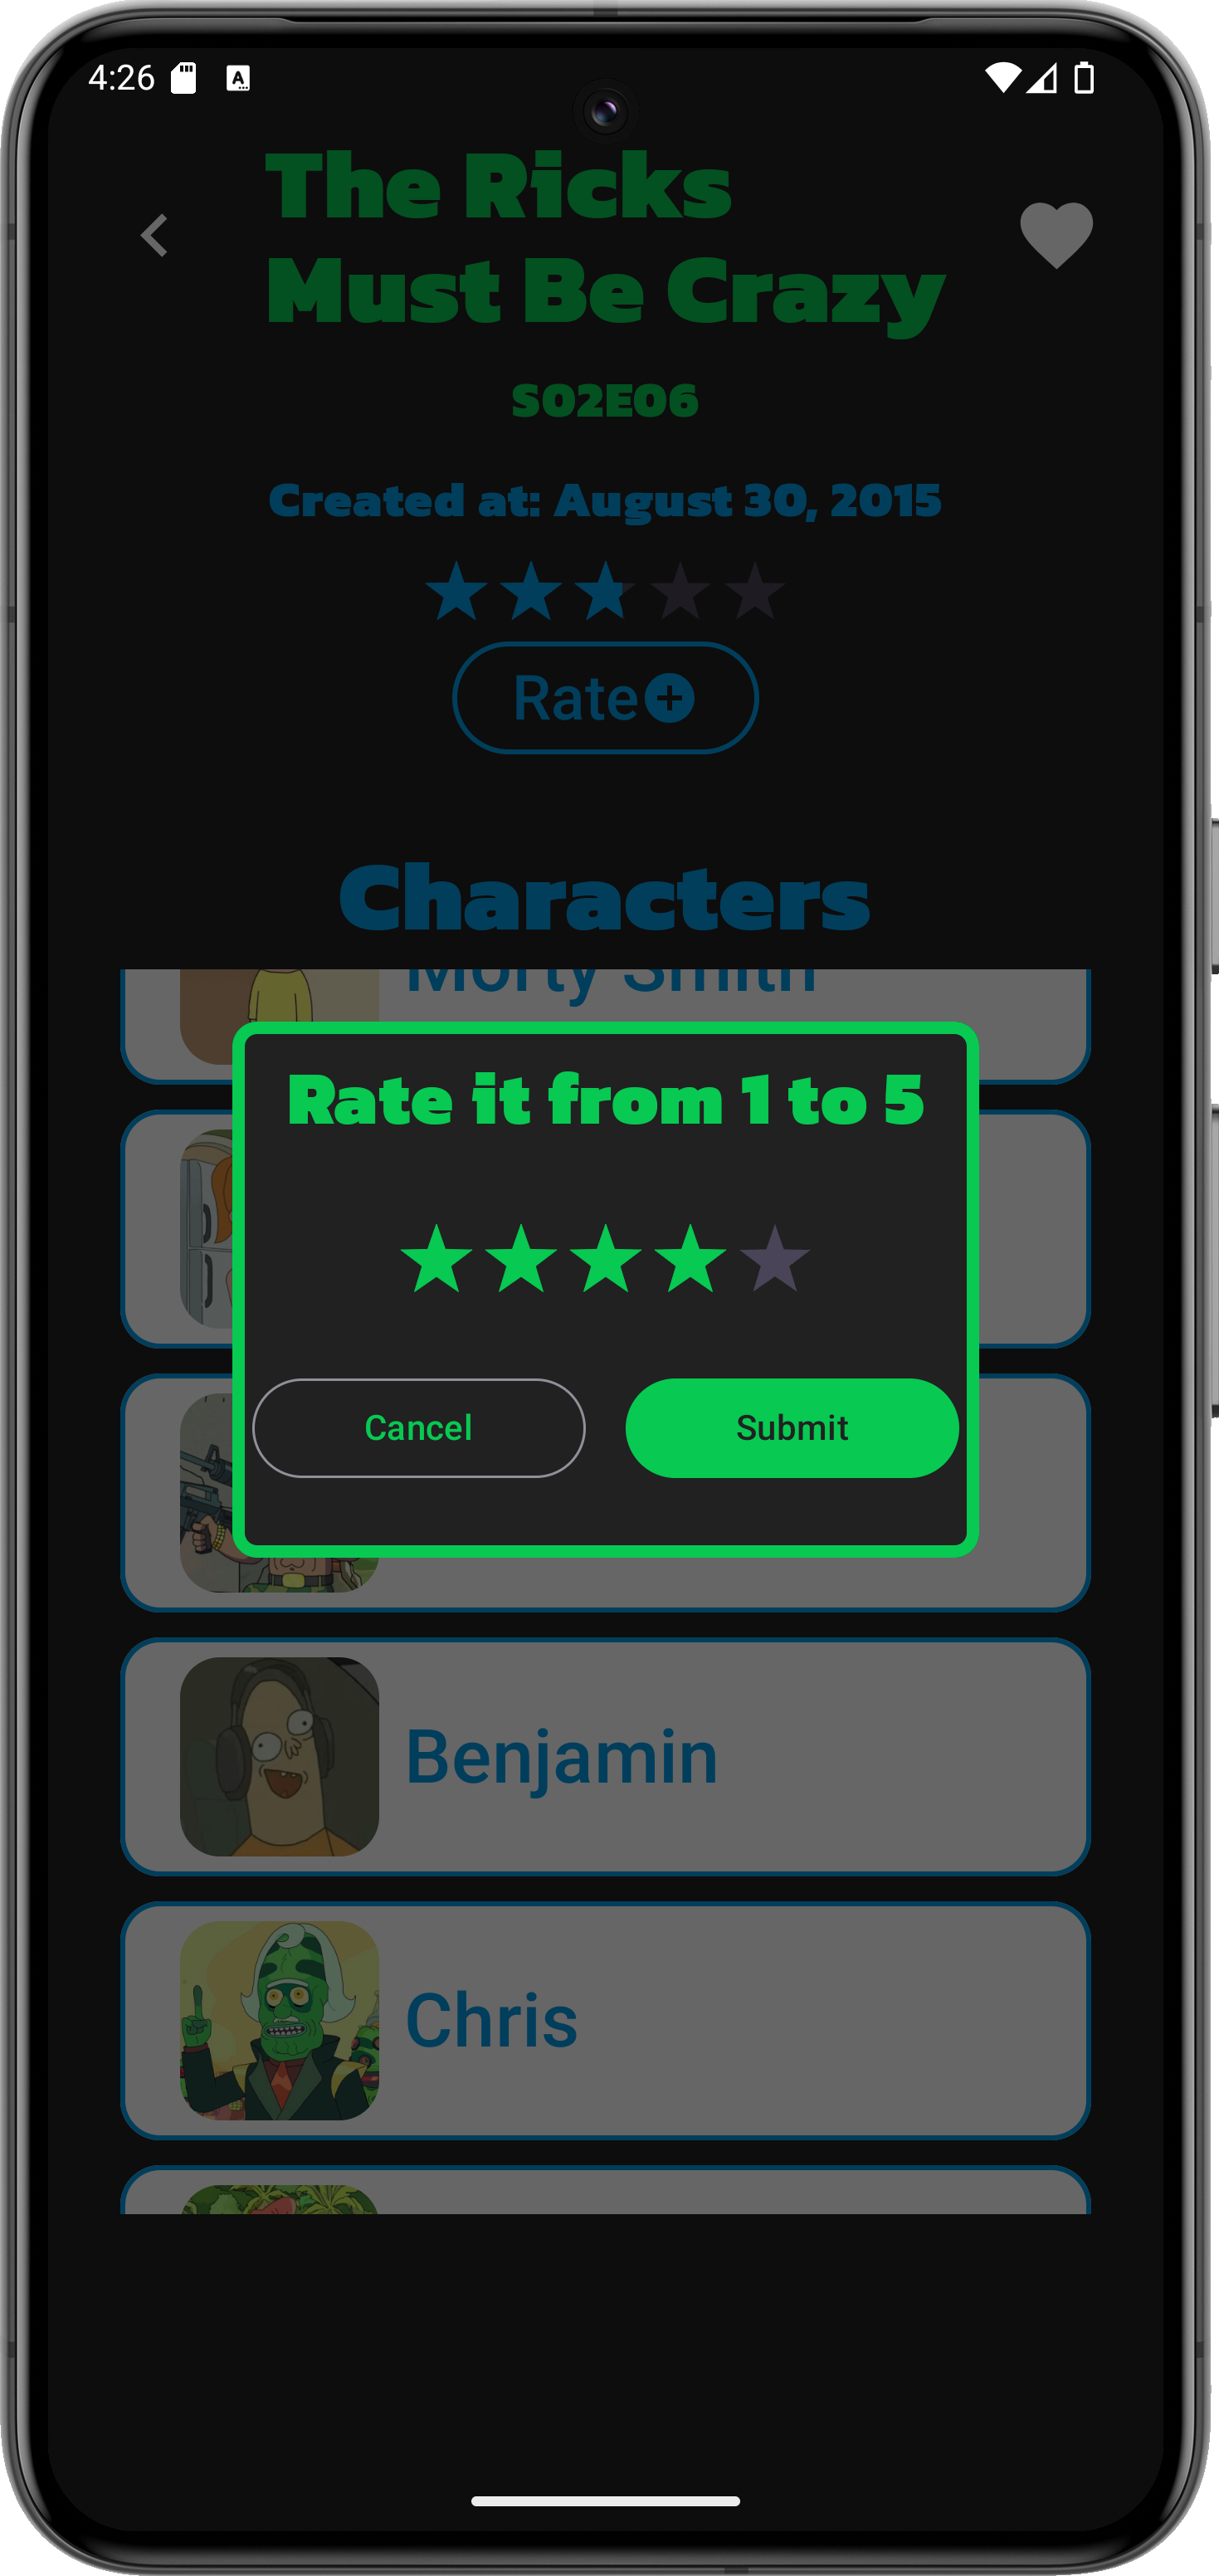 4:26
A
The Ricks
Must Be Crazy
S02E06
Created at: August 30, 2015
Rate
Characters
Morty Smith
Rate it from 1 to 5
Cancel
Submit
Benjamin
Chris